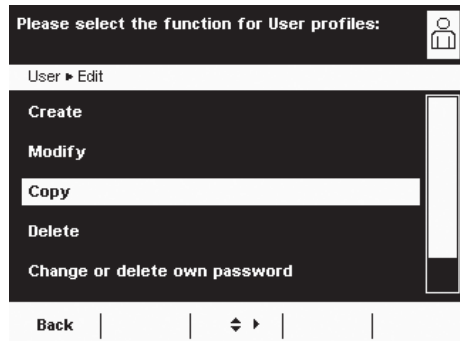 Please select the function for User profiles:
User ▸ Edit
Create
Modify
Copy
Delete
Change or delete own password
Back